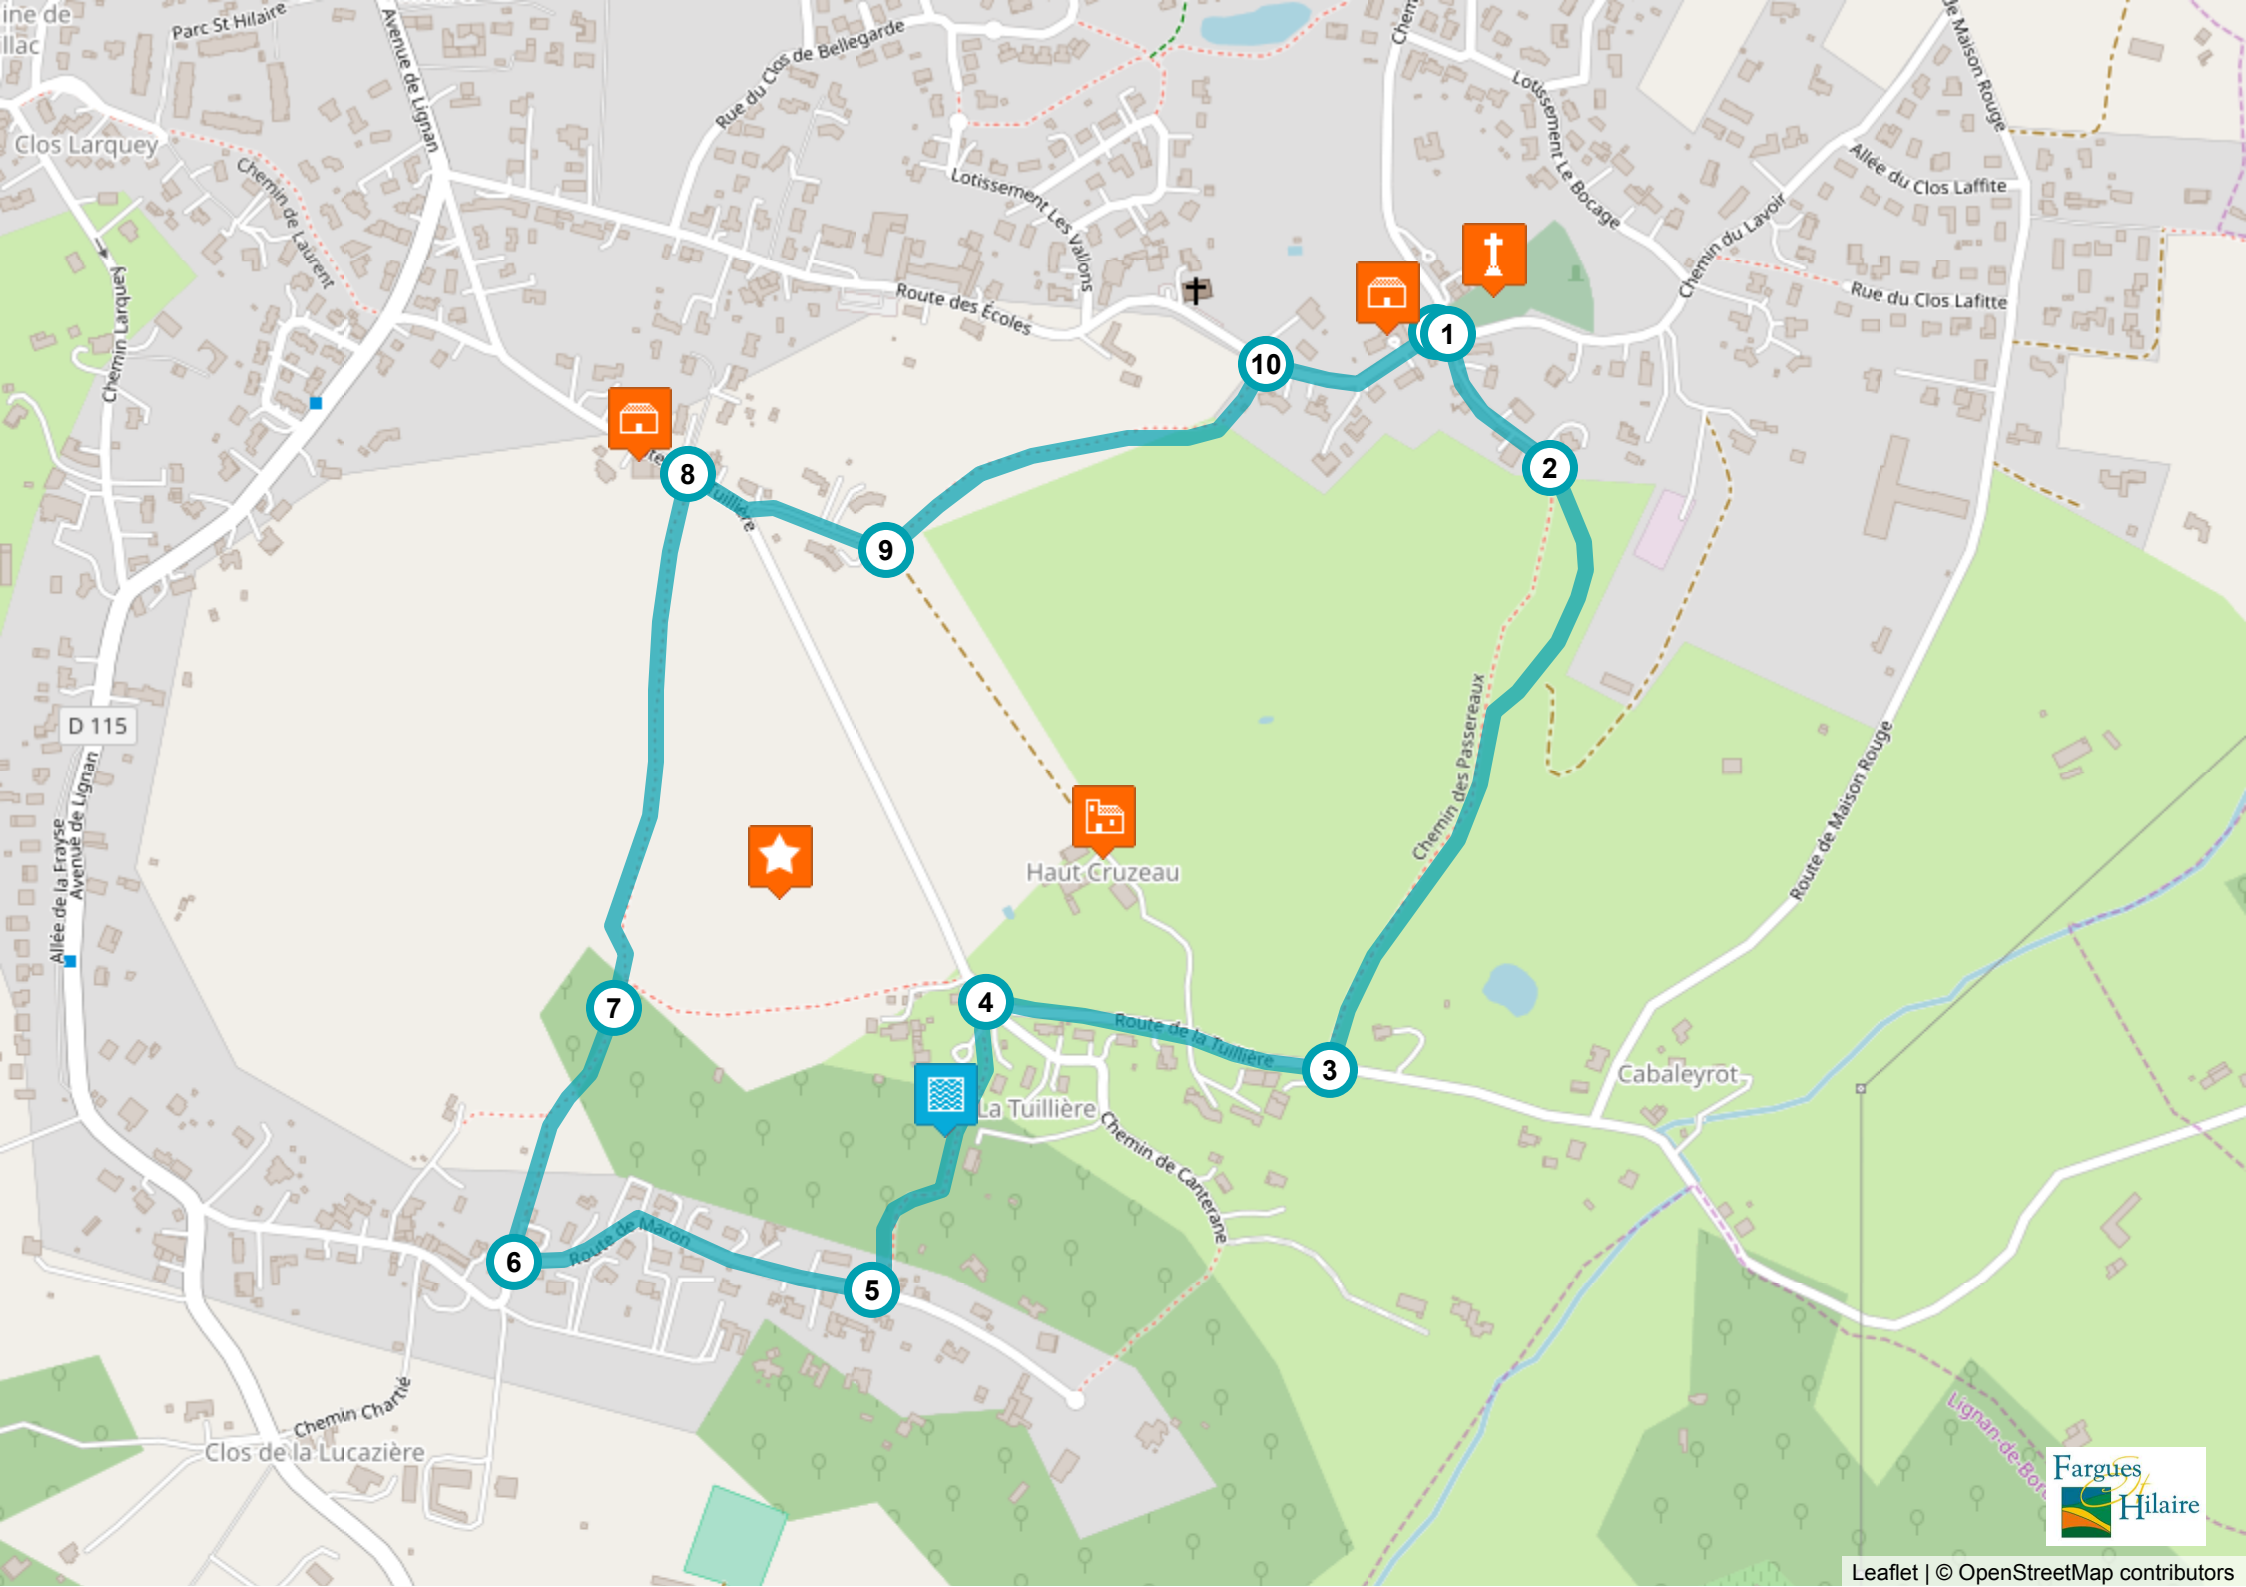 Parc St Hilaire
Avenue de Lignan
Rue du Clos de Bellegarde
Clos Larquey
Chemin de Laurent
Chemin Larquey
Lotissement Les Vallons
Route des Écoles
Lotissement Le Bocage
de Maison Rouge
Allée du Clos Laffite
Chemin du Lavoir
Rue du Clos Lafitte
1
10
2
8
9
D 115
Allée de la Frayse
Avenue de Lignan
Chemin des Passereaux
Route de Maison Rouge
Haut Cruzeau
7
4
Route de la Tuillière
3
Cabaleyrot
La Tuillière
Chemin de Canterane
Route de Maron
6
5
Chemin Chartié
Clos de la Lucazière
Lignan-de-Bor
Fargues
St
Hilaire
Leaflet | © OpenStreetMap contributors